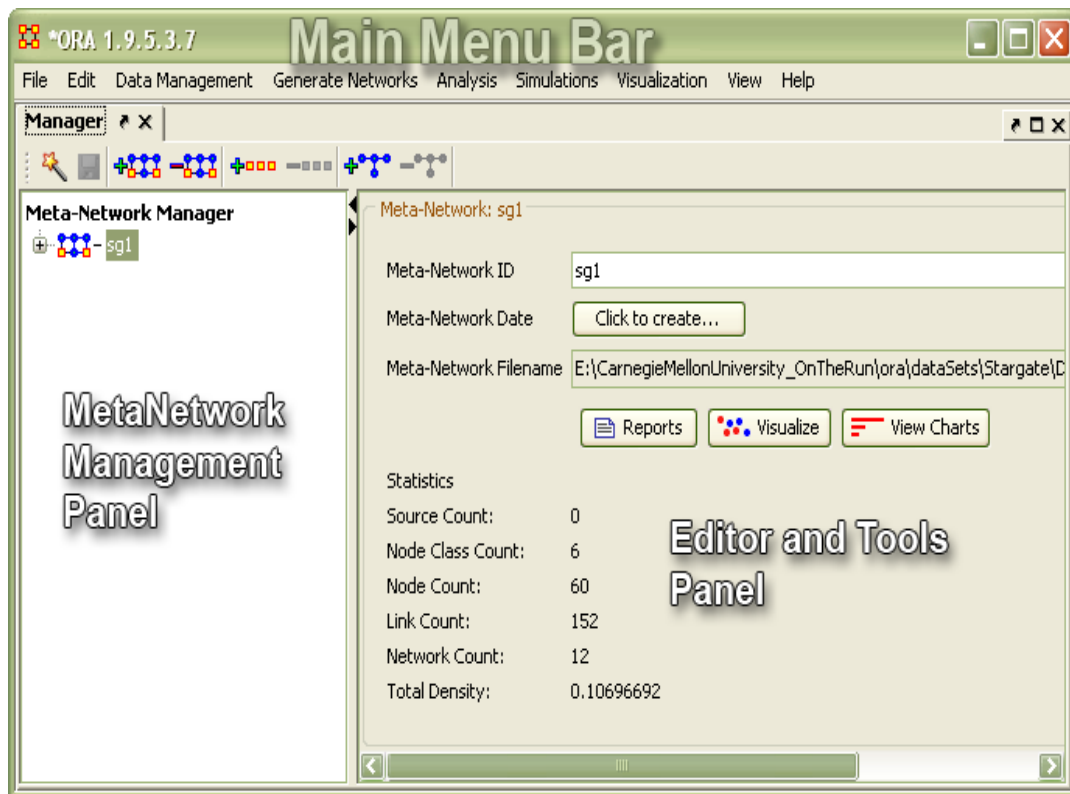 *ORA 1.9.5.3.7
Main Menu Bar
File Edit Data Management Generate Networks Analysis Simulations Visualization View Help
Manager
Meta-Network Manager
sg1
MetaNetwork
Management
Panel
Meta-Network: sg1
Meta-Network ID sg1
Meta-Network Date Click to create...
Meta-Network Filename E:\CarnegieMellonUniversity_OnTheRun\ora\dataSets\Stargate\D
Reports Visualize View Charts
Statistics
Source Count: 0
Node Class Count: 6
Node Count: 60
Link Count: 152
Network Count: 12
Total Density: 0.10696692
Editor and Tools
Panel